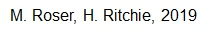 M. Roser, H. Ritchie, 2019